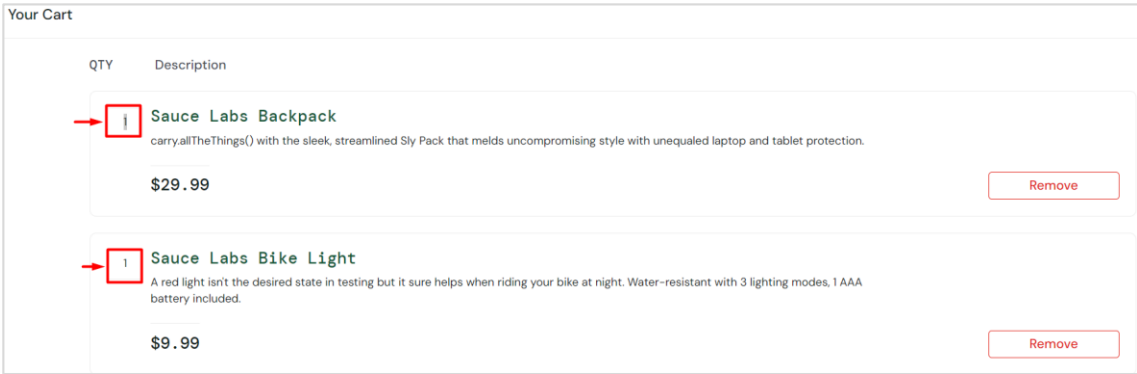 Your Cart
QTY Description
1 Sauce Labs Backpack
carry.allTheThings() with the sleek, streamlined Sly Pack that melds uncompromising style with unequaled laptop and tablet protection.
$29.99 Remove
1 Sauce Labs Bike Light
A red light isn't the desired state in testing but it sure helps when riding your bike at night. Water-resistant with 3 lighting modes, 1 AAA
battery included.
$9.99 Remove